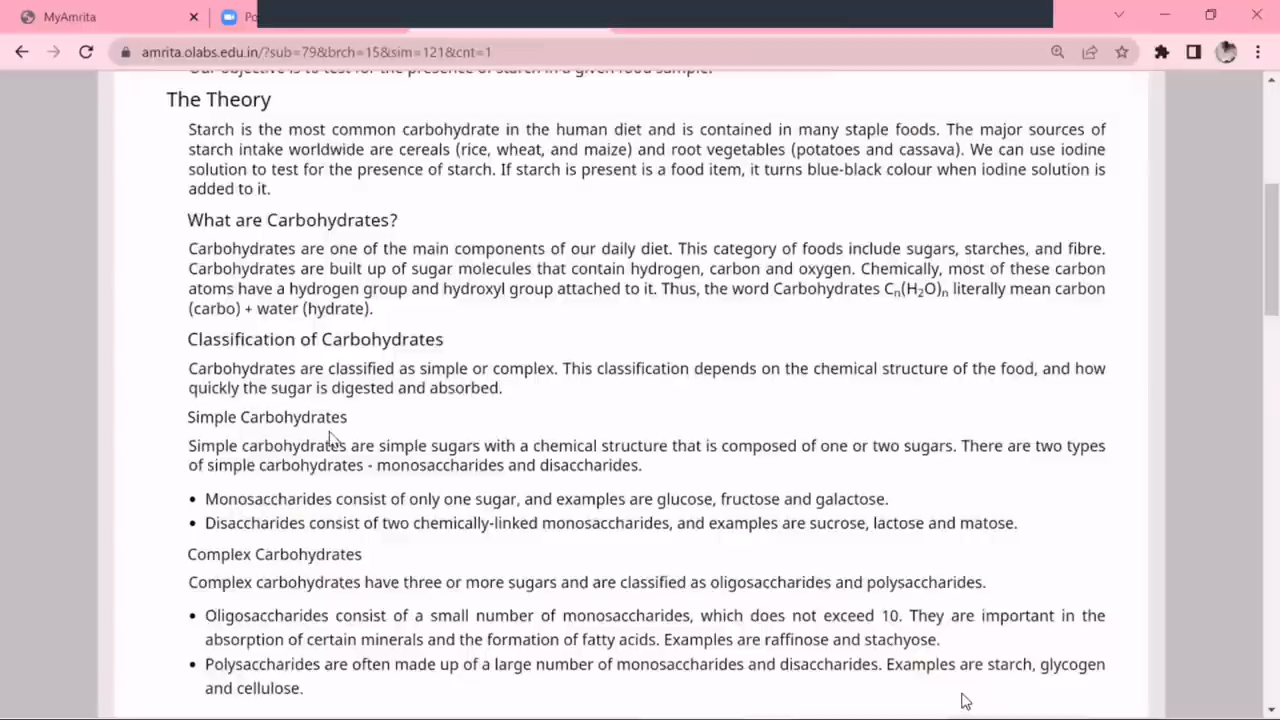 MyAmrita
Po
amrita.olabs.edu.in/?sub=79&brch=15&sim=121&cnt=1
Our objective is to test for the presence of starch in a given food sample.
The Theory
Starch is the most common carbohydrate in the human diet and is contained in many staple foods. The major sources of
starch intake worldwide are cereals (rice, wheat, and maize) and root vegetables (potatoes and cassava). We can use iodine
solution to test for the presence of starch. If starch is present is a food item, it turns blue-black colour when iodine solution is
added to it.
What are Carbohydrates?
Carbohydrates are one of the main components of our daily diet. This category of foods include sugars, starches, and fibre.
Carbohydrates are built up of sugar molecules that contain hydrogen, carbon and oxygen. Chemically, most of these carbon
atoms have a hydrogen group and hydroxyl group attached to it. Thus, the word Carbohydrates Cn(H2O)n literally mean carbon
(carbo) + water (hydrate).
Classification of Carbohydrates
Carbohydrates are classified as simple or complex. This classification depends on the chemical structure of the food, and how
quickly the sugar is digested and absorbed.
Simple Carbohydrates
Simple carbohydrates are simple sugars with a chemical structure that is composed of one or two sugars. There are two types
of simple carbohydrates - monosaccharides and disaccharides.
• Monosaccharides consist of only one sugar, and examples are glucose, fructose and galactose.
• Disaccharides consist of two chemically-linked monosaccharides, and examples are sucrose, lactose and matose.
Complex Carbohydrates
Complex carbohydrates have three or more sugars and are classified as oligosaccharides and polysaccharides.
• Oligosaccharides consist of a small number of monosaccharides, which does not exceed 10. They are important in the
absorption of certain minerals and the formation of fatty acids. Examples are raffinose and stachyose.
• Polysaccharides are often made up of a large number of monosaccharides and disaccharides. Examples are starch, glycogen
and cellulose.